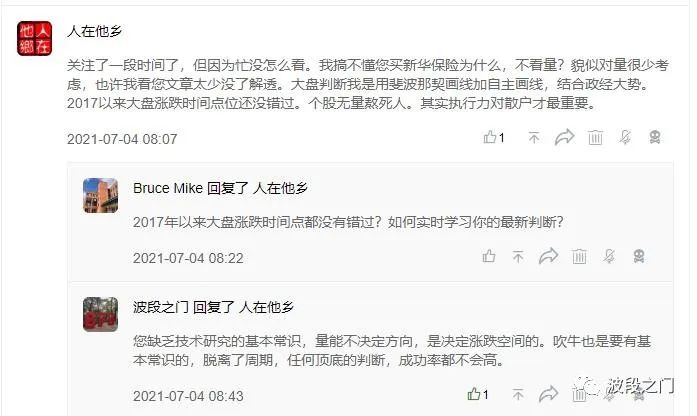 人在他乡
人在
他鄉
关注了一段时间了，但因为忙没怎么看。我搞不懂您买新华保险为什么，不看量？貌似对量很少考
虑，也许我看您文章太少没了解透。大盘判断我是用斐波那契画线加自主画线，结合政经大势。
2017以来大盘涨跌时间点位还没错过。个股无量熬死人。其实执行力对散户才最重要。
2021-07-04 08:07
1
Bruce Mike 回复了 人在他乡
2017年以来大盘涨跌时间点都没有错过？如何实时学习你的最新判断？
2021-07-04 08:22
波段之门 回复了 人在他乡
您缺乏技术研究的基本常识，量能不决定方向，是决定涨跌空间的。吹牛也是要有基
本常识的，脱离了周期，任何顶底的判断，成功率都不会高。
2021-07-04 08:43
1
波段之门